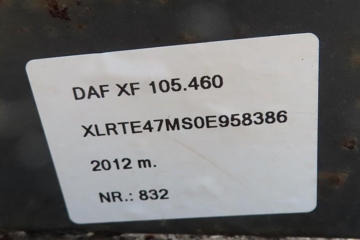 DAF XF 105.460
XLRTE47MS0E958386
2012 m.
NR.: 832